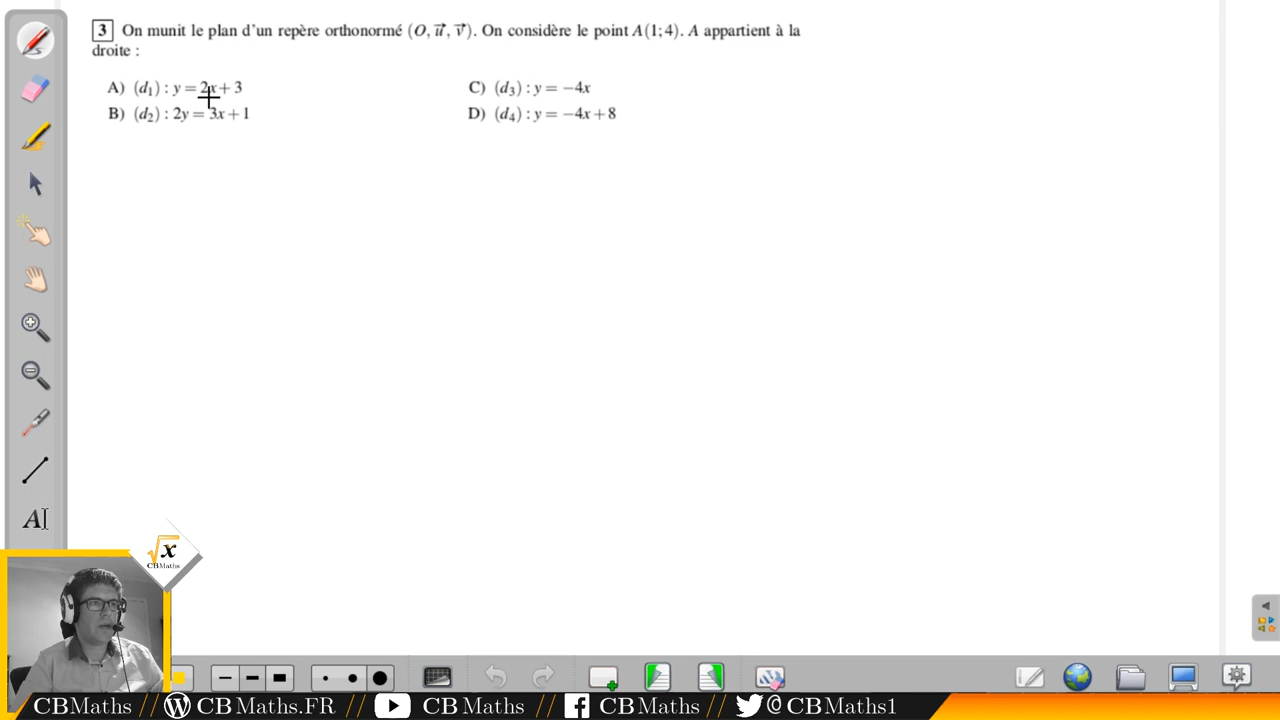 3 On munit le plan d'un repère orthonormé (O, u⃗, v⃗). On considère le point A(1;4). A appartient à la
droite :
A) (d₁) : y = 2x + 3
B) (d₂) : 2y = 3x + 1
C) (d₃) : y = −4x
D) (d₄) : y = −4x + 8
A
√x
CBMaths
CBMaths // CBMaths.FR // CBMaths // CBMaths // @CBMaths1